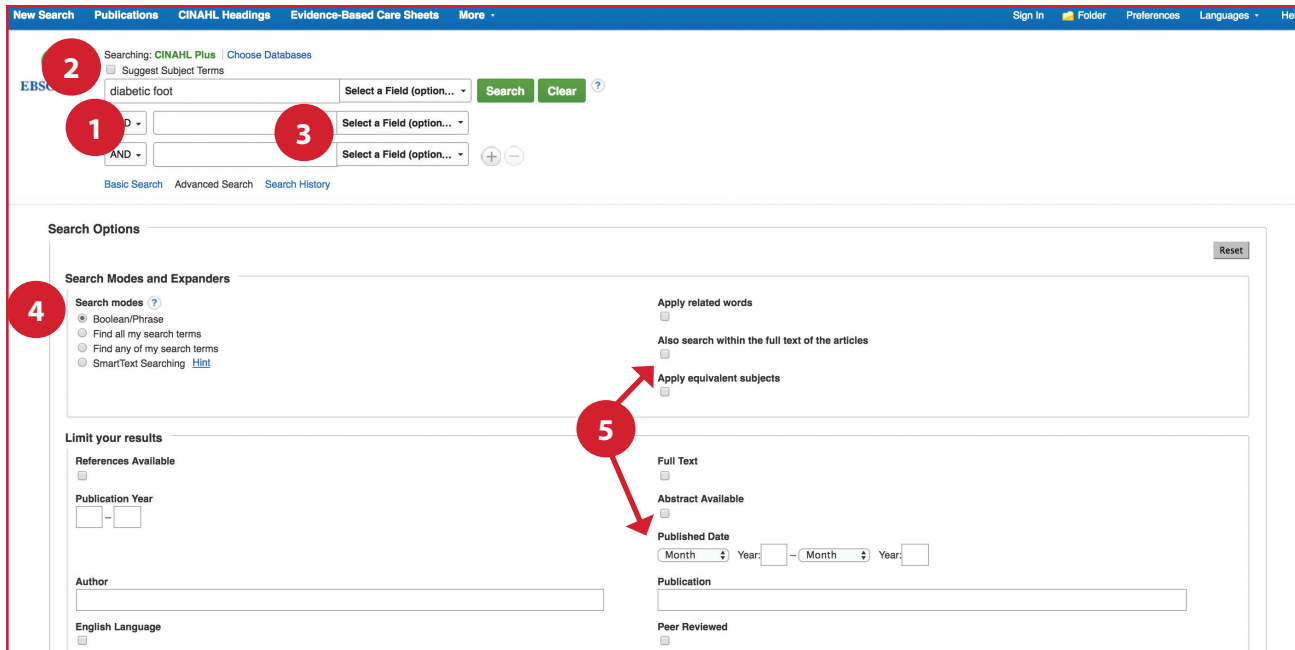 New Search Publications CINAHL Headings Evidence-Based Care Sheets More Sign In Folder Preferences Languages
Searching: CINAHL Plus | Choose Databases
2
Suggest Subject Terms
diabetic foot Select a Field (option... Search Clear ?
1 3 Select a Field (option...
AND Select a Field (option... + −
Basic Search Advanced Search Search History
Search Options
Reset
Search Modes and Expanders
4
Search modes ? Apply related words
Boolean/Phrase
Find all my search terms
Also search within the full text of the articles
Find any of my search terms
SmartText Searching Hint
Apply equivalent subjects
5
Limit your results
References Available Full Text
Publication Year Abstract Available
–
Published Date
Month Year: – Month Year:
Author Publication
English Language Peer Reviewed